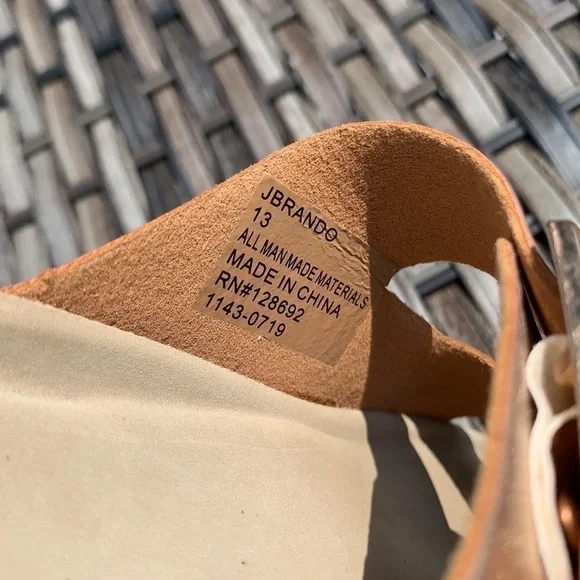 JBRANDO
13
ALL MAN MADE MATERIALS
MADE IN CHINA
RN#128692
1143-0719